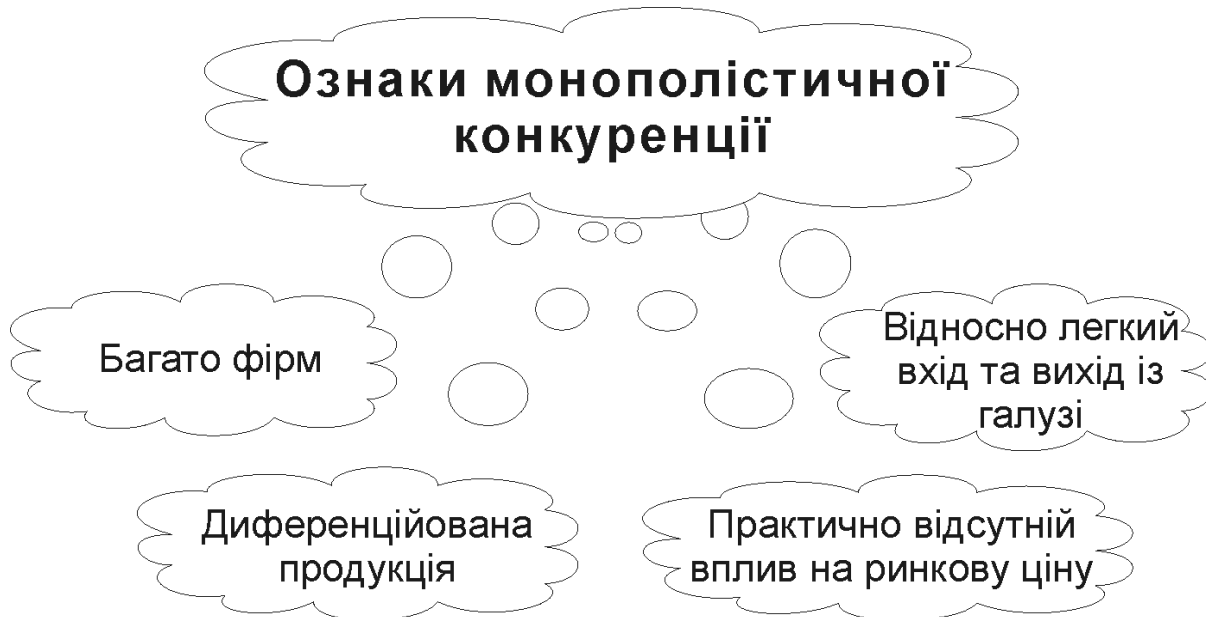 Ознаки монополістичної
конкуренції
Багато фірм
Відносно легкий
вхід та вихід із
галузі
Диференційована
продукція
Практично відсутній
вплив на ринкову ціну